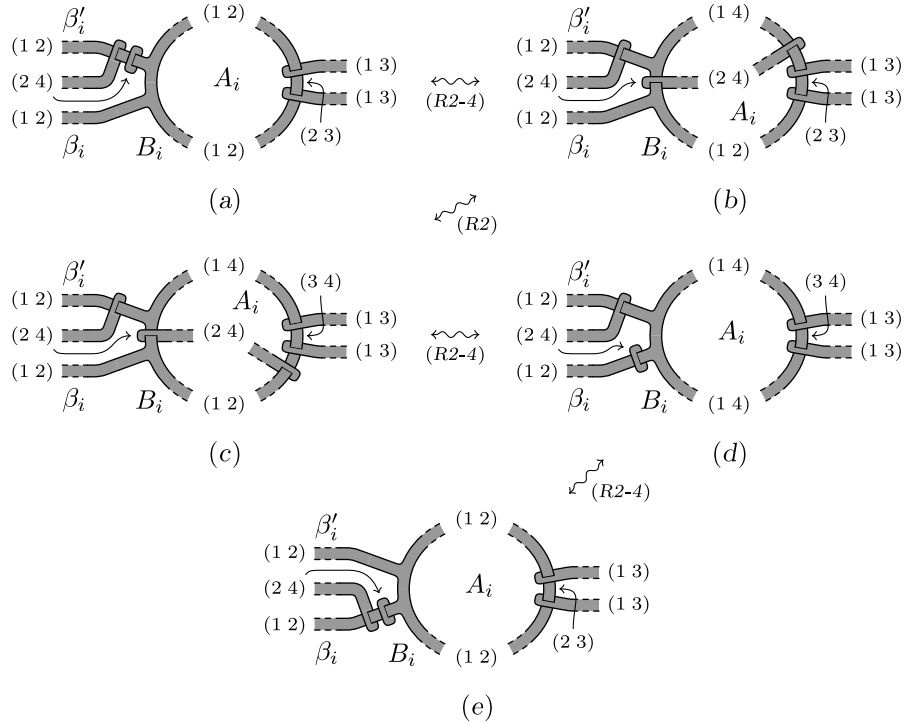 β′ᵢ
(1 2)
(2 4)
(1 2)
βᵢ
Bᵢ
(1 2)
Aᵢ
(1 2)
(1 3)
(1 3)
(2 3)
(a)
(R2-4)
β′ᵢ
(1 2)
(2 4)
(1 2)
βᵢ
Bᵢ
(1 4)
(2 4)
Aᵢ
(1 2)
(1 3)
(1 3)
(2 3)
(b)
(R2)
β′ᵢ
(1 2)
(2 4)
(1 2)
βᵢ
Bᵢ
(1 4)
Aᵢ
(2 4)
(1 2)
(3 4)
(1 3)
(1 3)
(c)
(R2-4)
β′ᵢ
(1 2)
(2 4)
(1 2)
βᵢ
Bᵢ
(1 4)
Aᵢ
(1 4)
(3 4)
(1 3)
(1 3)
(d)
(R2-4)
β′ᵢ
(1 2)
(2 4)
(1 2)
βᵢ
Bᵢ
(1 2)
Aᵢ
(1 2)
(1 3)
(1 3)
(2 3)
(e)